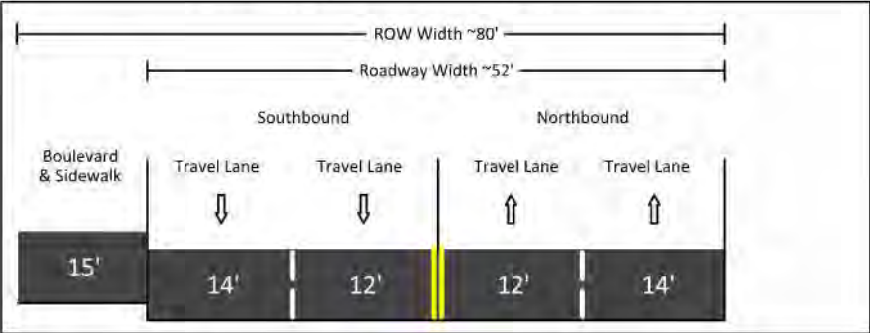 ROW Width ~80'
Roadway Width ~52'
Southbound
Northbound
Boulevard
& Sidewalk
Travel Lane
Travel Lane
Travel Lane
Travel Lane
15'
14'
12'
12'
14'